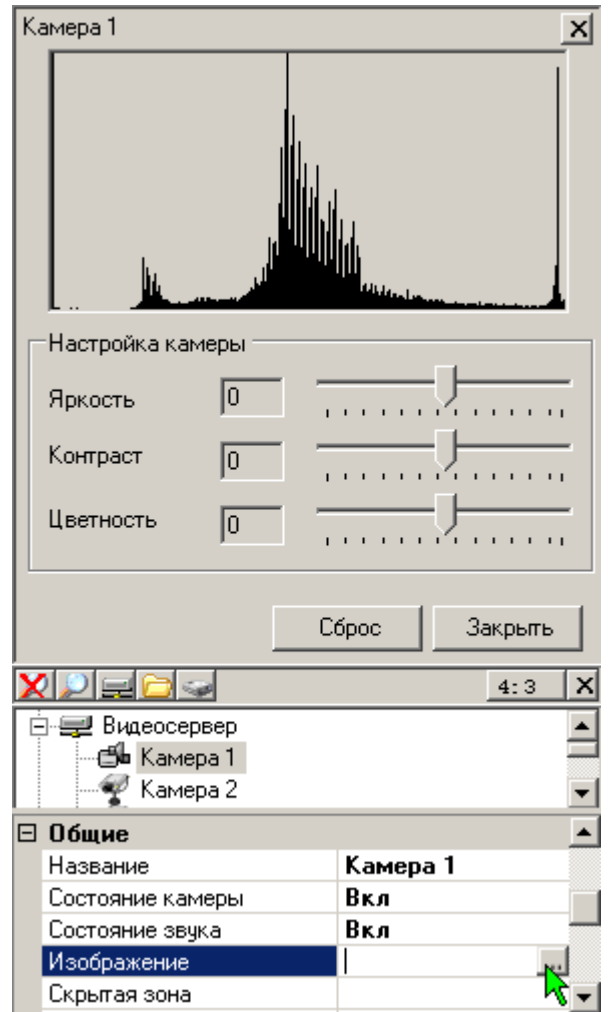 Камера 1
Настройка камеры
Яркость 0
Контраст 0
Цветность 0
Сброс Закрыть
4:3
Видеосервер
Камера 1
Камера 2
Общие
Название Камера 1
Состояние камеры Вкл
Состояние звука Вкл
Изображение ...
Скрытая зона